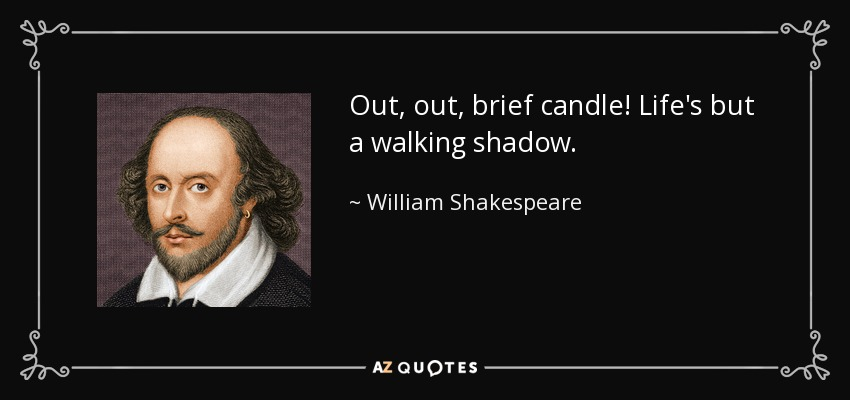 Out, out, brief candle! Life's but
a walking shadow.
~ William Shakespeare
AZ QUOTES